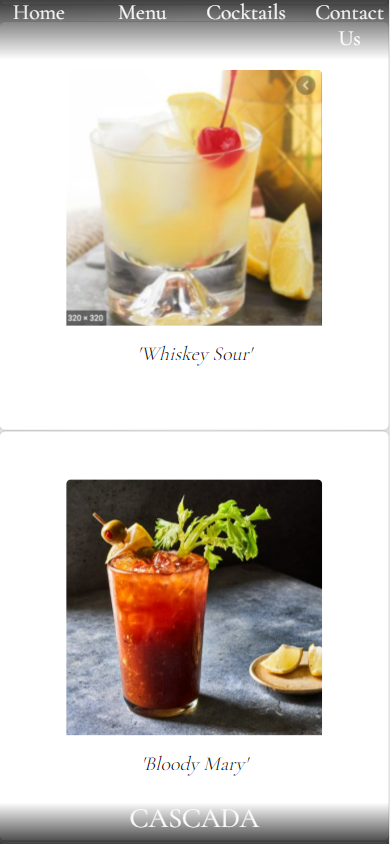 Home Menu Cocktails Contact
Us
320 × 320
'Whiskey Sour'
'Bloody Mary'
CASCADA